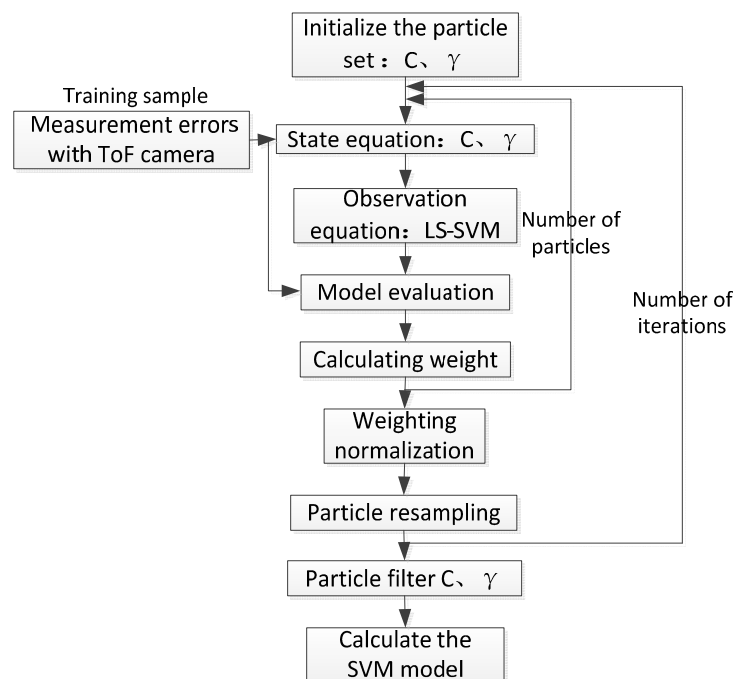 Initialize the particle
set：C、γ
Training sample
Measurement errors
with ToF camera
State equation：C、γ
Observation
equation：LS-SVM
Number of
particles
Model evaluation
Number of
iterations
Calculating weight
Weighting
normalization
Particle resampling
Particle filter C、γ
Calculate the
SVM model